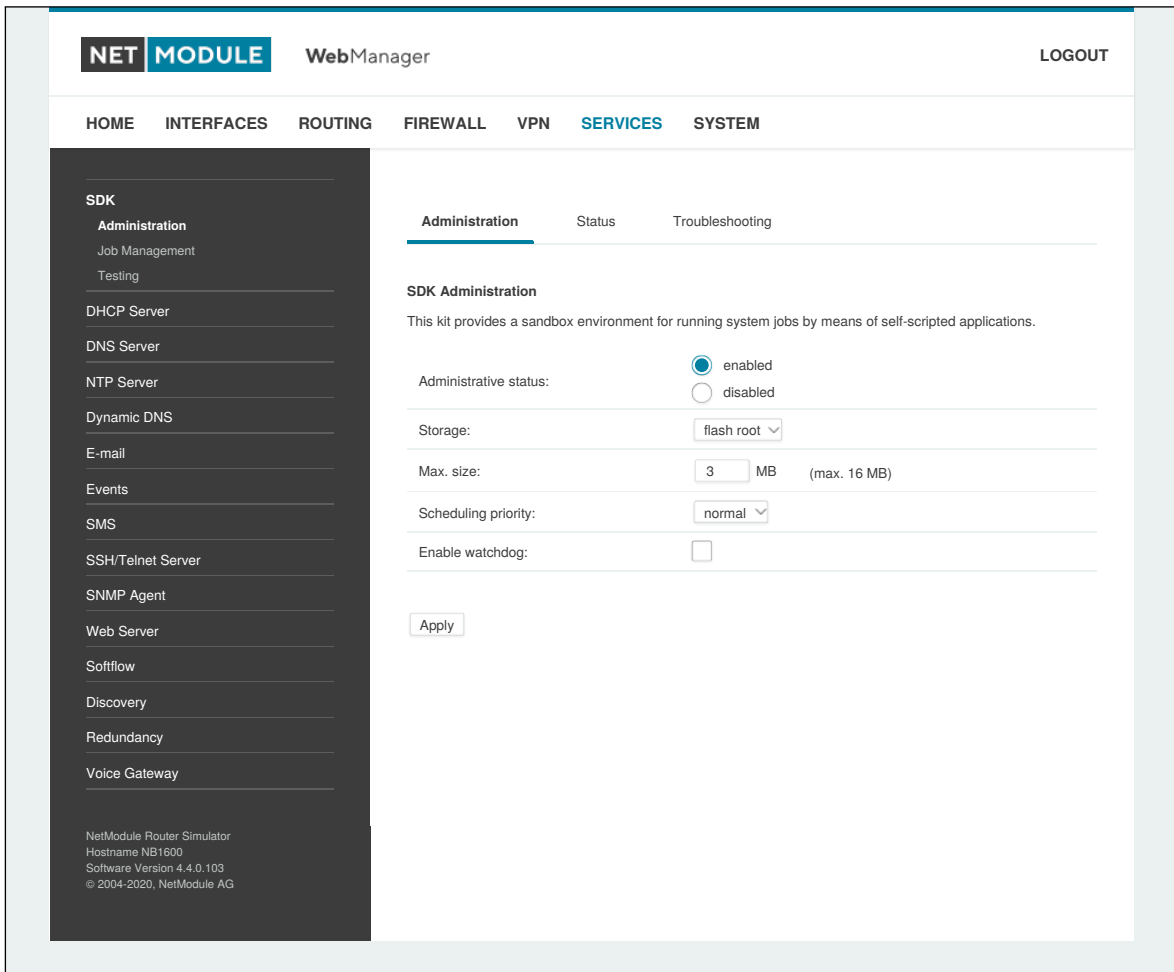 NET MODULE WebManager LOGOUT
HOME INTERFACES ROUTING FIREWALL VPN SERVICES SYSTEM
SDK
Administration
Job Management
Testing
DHCP Server
DNS Server
NTP Server
Dynamic DNS
E-mail
Events
SMS
SSH/Telnet Server
SNMP Agent
Web Server
Softflow
Discovery
Redundancy
Voice Gateway
NetModule Router Simulator
Hostname NB1600
Software Version 4.4.0.103
© 2004-2020, NetModule AG
Administration Status Troubleshooting
SDK Administration
This kit provides a sandbox environment for running system jobs by means of self-scripted applications.
Administrative status:
enabled
disabled
Storage: flash root
Max. size: 3 MB (max. 16 MB)
Scheduling priority: normal
Enable watchdog:
Apply